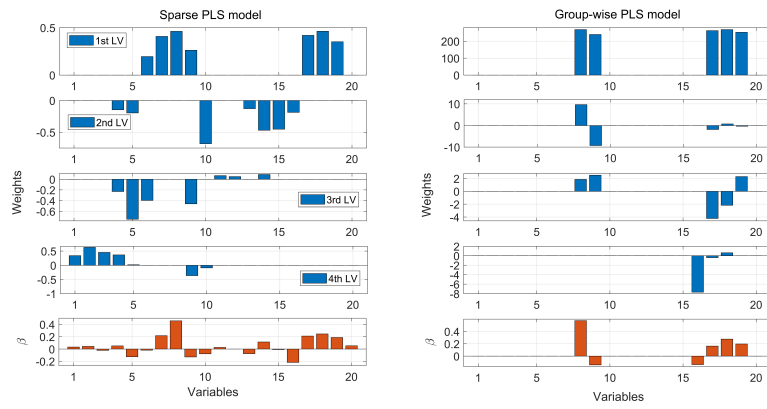 Sparse PLS model
0.5
0
1st LV
1 5 10 15 20
0
-0.5
2nd LV
1 5 10 15 20
0
-0.2
-0.4
-0.6
3rd LV
1 5 10 15 20
0.5
0
-0.5
-1
4th LV
1 5 10 15 20
Weights
0.4
0.2
0
-0.2
β
1 5 10 15 20
Variables
Group-wise PLS model
200
100
0
1 5 10 15 20
10
0
-10
1 5 10 15 20
2
0
-2
-4
1 5 10 15 20
2
0
-2
-4
-6
-8
1 5 10 15 20
Weights
0.4
0.2
0
β
1 5 10 15 20
Variables